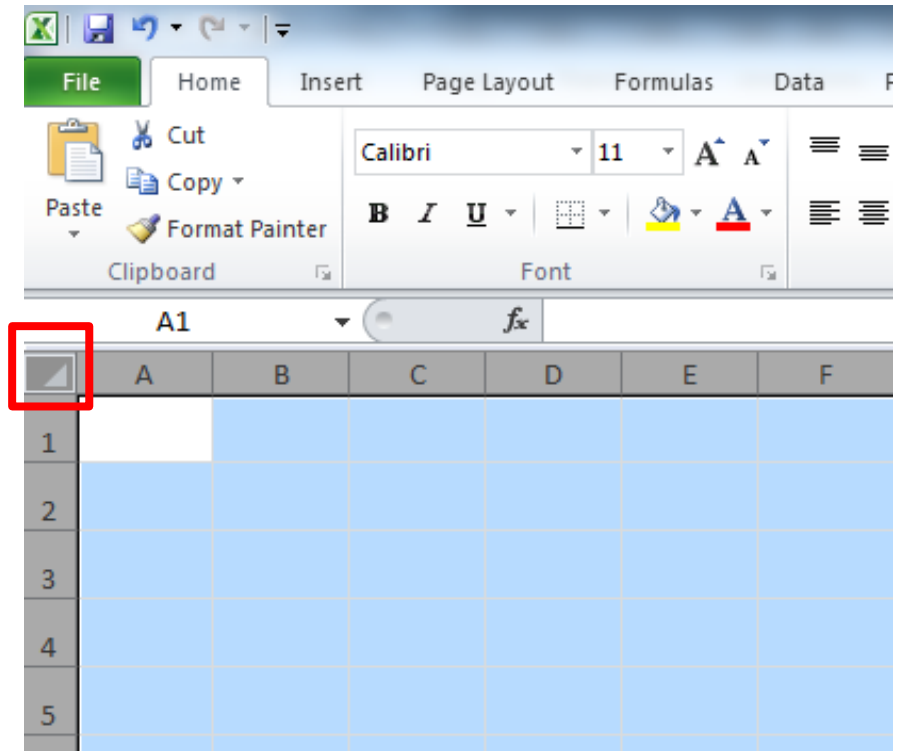 File Home Insert Page Layout Formulas Data
Cut
Calibri 11 A A
Copy
Paste
B I U A
Format Painter
Clipboard Font
A1 fx
A B C D E F
1
2
3
4
5